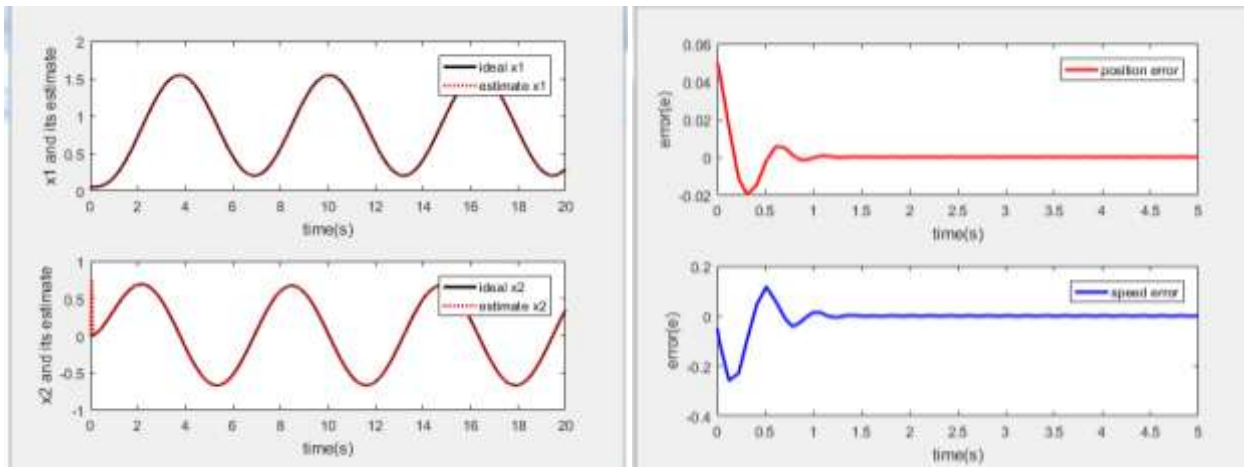 x1 and its estimate
2
1.5
1
0.5
0
ideal x1
estimate x1
0 2 4 6 8 10 12 14 16 18 20
time(s)
x2 and its estimate
1
0.5
0
-0.5
-1
ideal x2
estimate x2
0 2 4 6 8 10 12 14 16 18 20
time(s)
error(e)
0.06
0.04
0.02
0
-0.02
position error
0 0.5 1 1.5 2 2.5 3 3.5 4 4.5 5
time(s)
error(e)
0.2
0
-0.2
-0.4
speed error
0 0.5 1 1.5 2 2.5 3 3.5 4 4.5 5
time(s)